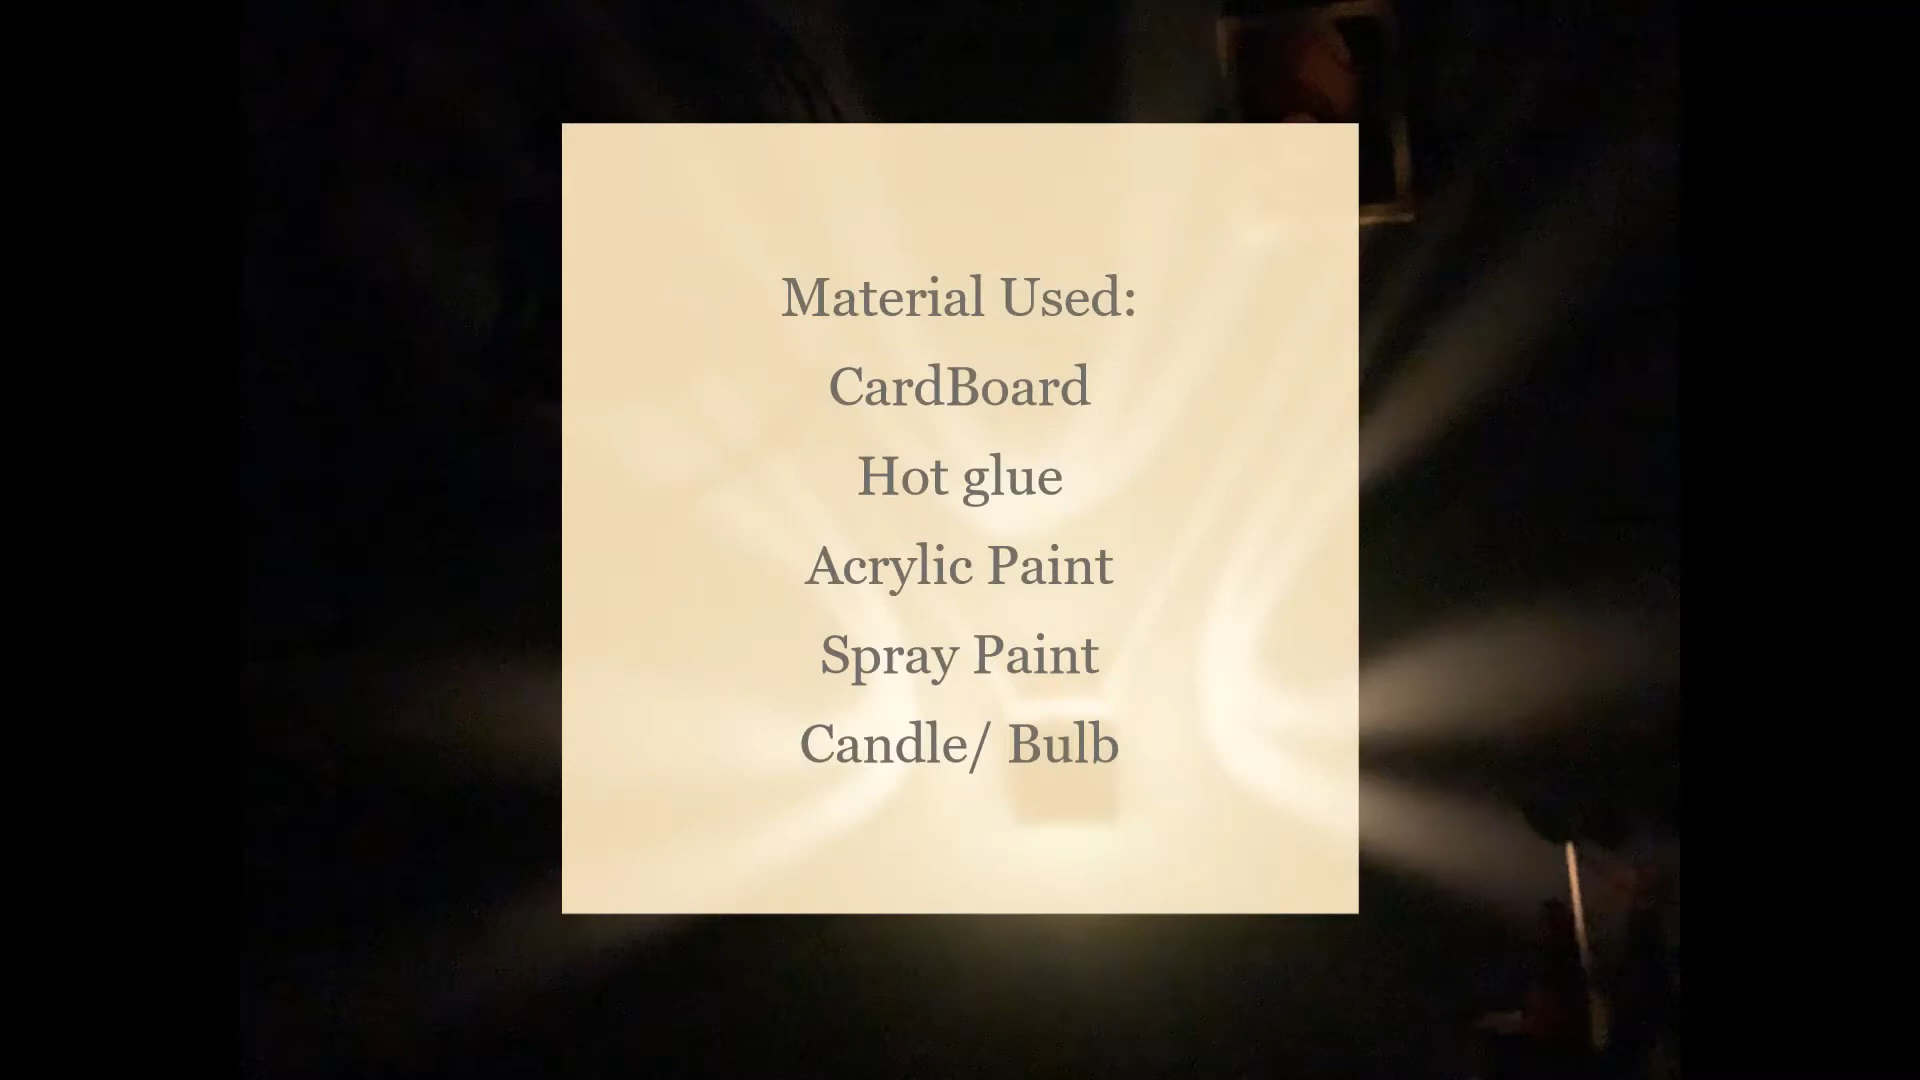 Material Used:
CardBoard
Hot glue
Acrylic Paint
Spray Paint
Candle/ Bulb